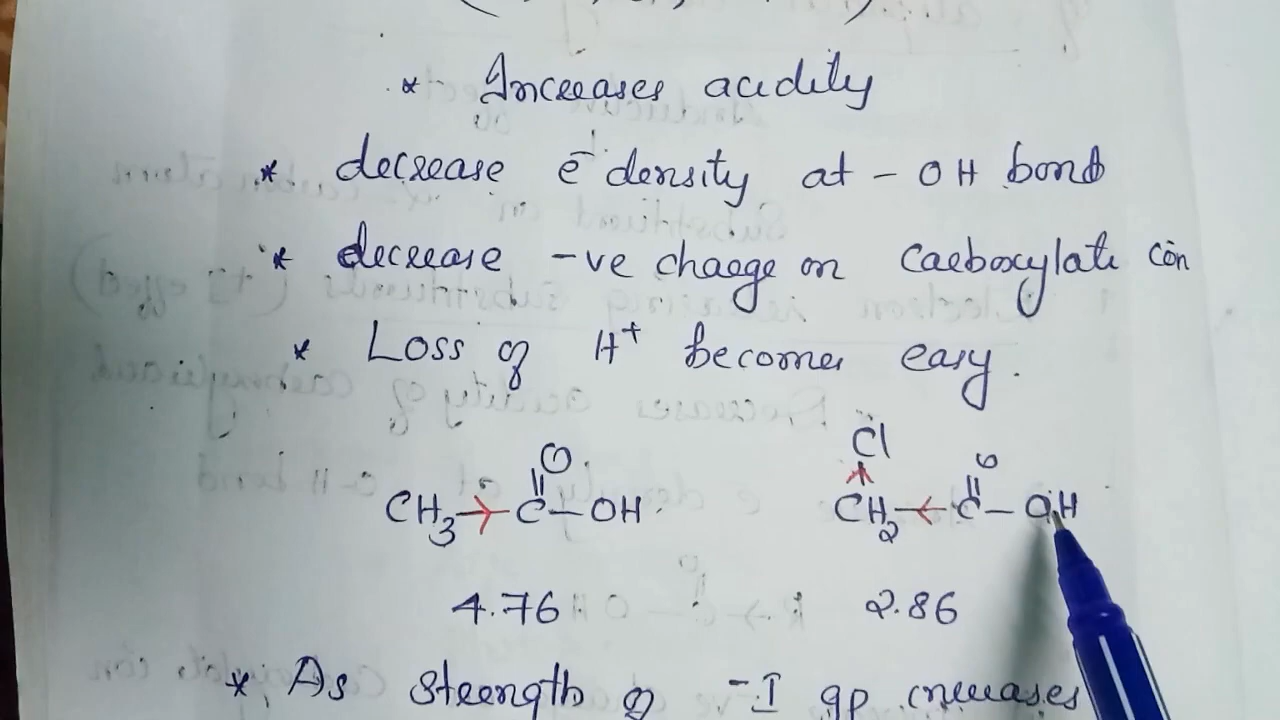 * Increases acidity
* decrease e⁻ density at - OH bond
* decrease -ve charge on Carboxylate ion
* Loss of H⁺ becomes easy.
O Cl O
CH₃ → C - OH CH₂ ← C - OH
4.76 2.86
* As strength of -I gp increases